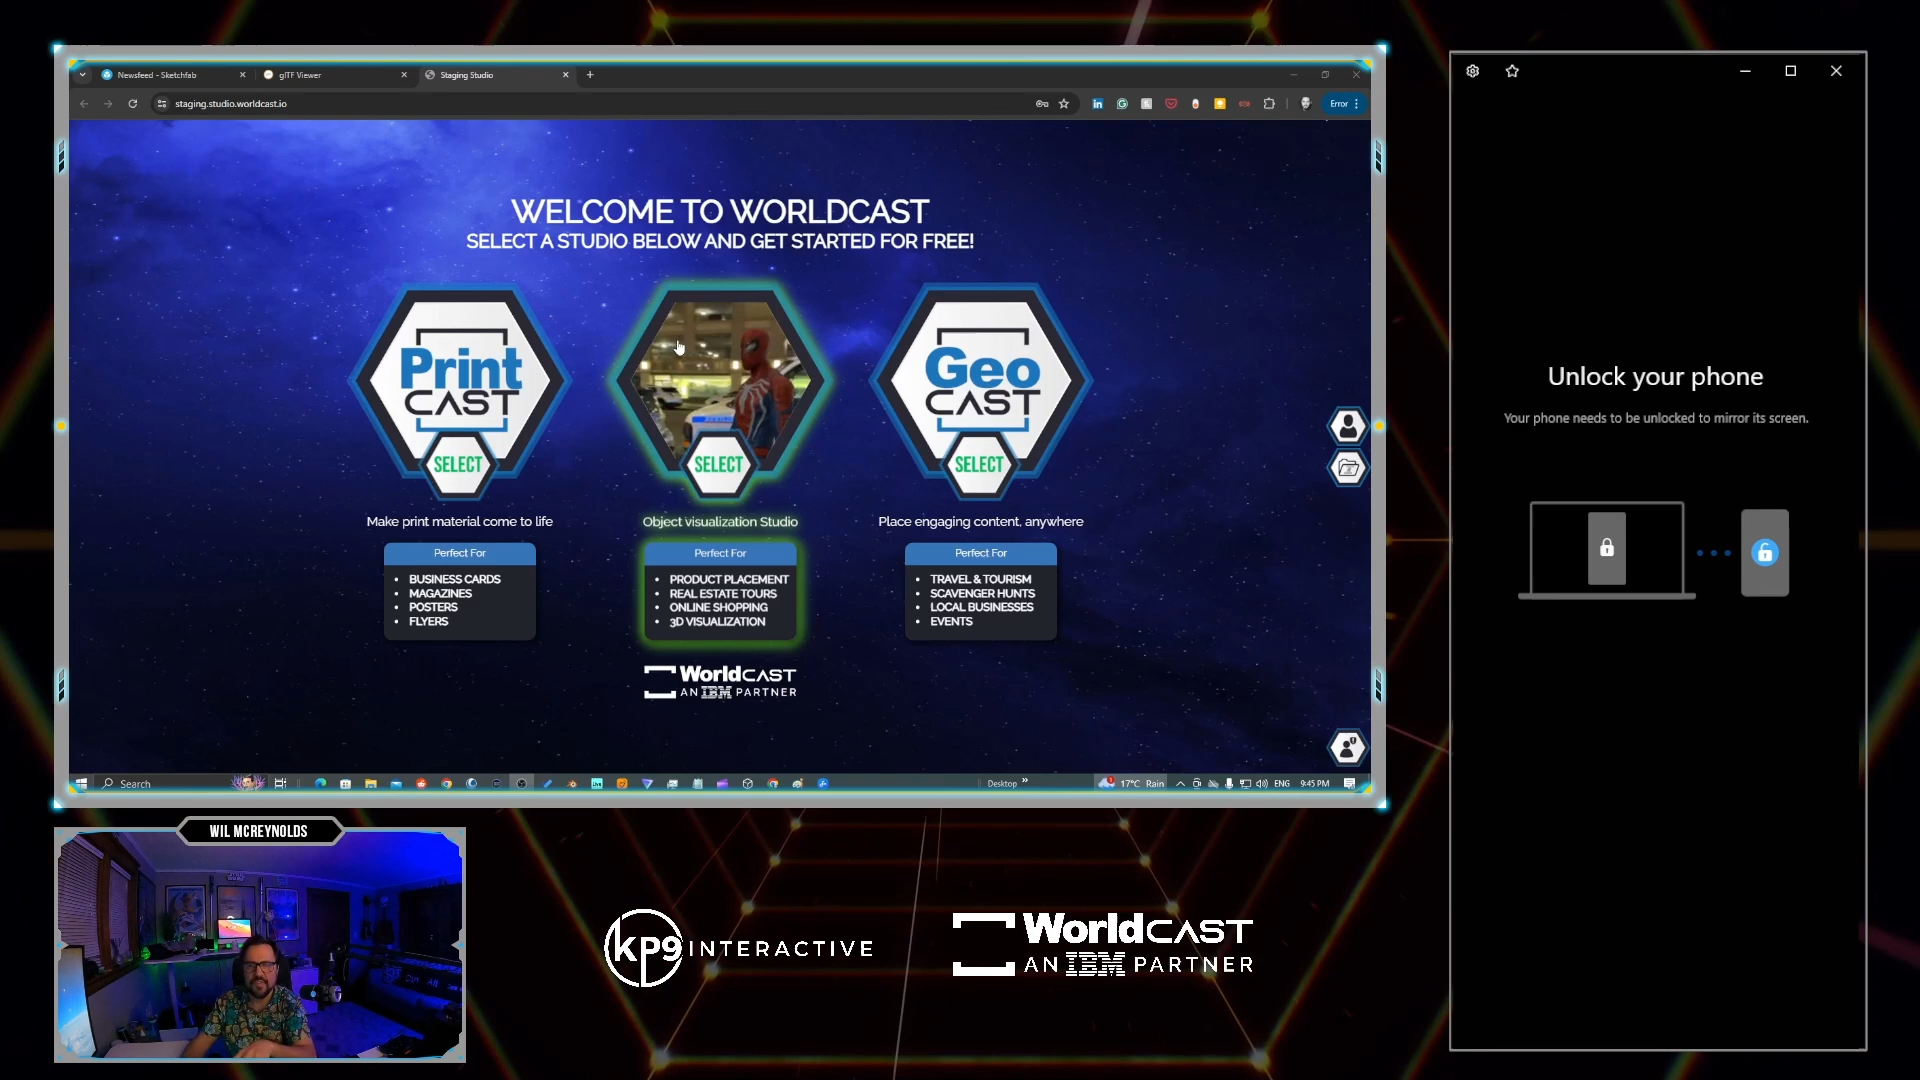 Newsfeed - Sketchfab
glTF Viewer
Staging Studio
staging.studio.worldcast.io
Error
WELCOME TO WORLDCAST
SELECT A STUDIO BELOW AND GET STARTED FOR FREE!
Print
CAST
SELECT
SELECT
Geo
CAST
SELECT
Make print material come to life
Object visualization Studio
Place engaging content, anywhere
Perfect For
• BUSINESS CARDS
• MAGAZINES
• POSTERS
• FLYERS
Perfect For
• PRODUCT PLACEMENT
• REAL ESTATE TOURS
• ONLINE SHOPPING
• 3D VISUALIZATION
Perfect For
• TRAVEL & TOURISM
• SCAVENGER HUNTS
• LOCAL BUSINESSES
• EVENTS
WorldCAST
AN IBM PARTNER
Search
Desktop
17°C Rain
ENG
9:45 PM
Unlock your phone
Your phone needs to be unlocked to mirror its screen.
WIL MCREYNOLDS
kp9 INTERACTIVE
WorldCAST
AN IBM PARTNER